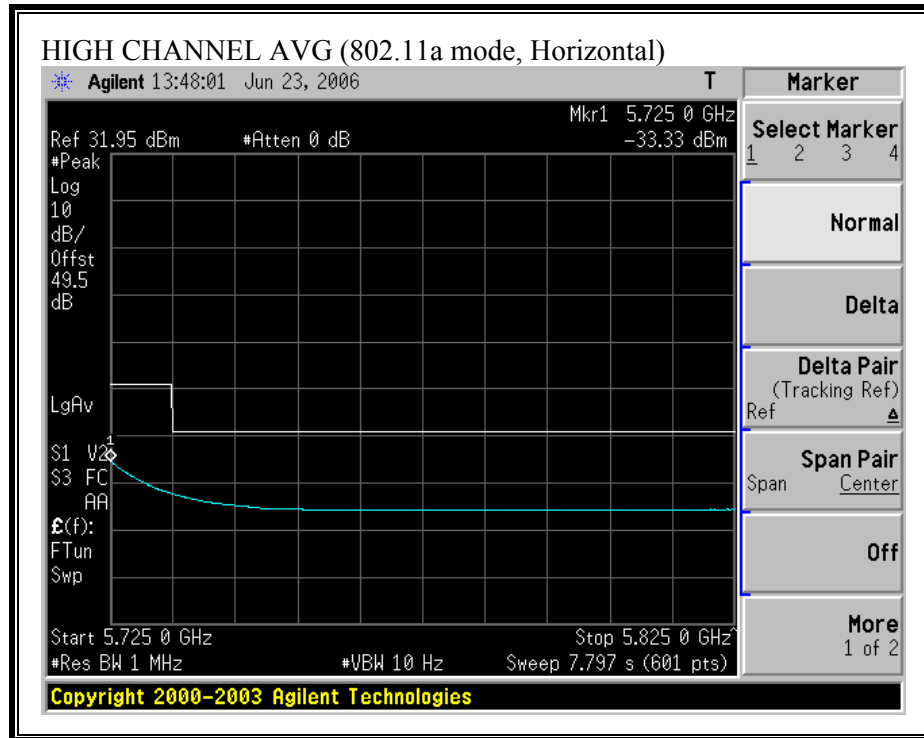 HIGH CHANNEL AVG (802.11a mode, Horizontal)
Agilent 13:48:01 Jun 23, 2006 T
Mkr1 5.725 0 GHz
Ref 31.95 dBm #Atten 0 dB -33.33 dBm
#Peak
Log
10
dB/
Offst
49.5
dB
LgAv
1
S1 V2
S3 FC
AA
£(f):
FTun
Swp
Start 5.725 0 GHz Stop 5.825 0 GHz^
#Res BW 1 MHz #VBW 10 Hz Sweep 7.797 s (601 pts)
Copyright 2000-2003 Agilent Technologies
Marker
Select Marker
1 2 3 4
Normal
Delta
Delta Pair
(Tracking Ref)
Ref Δ
Span Pair
Span Center
Off
More
1 of 2